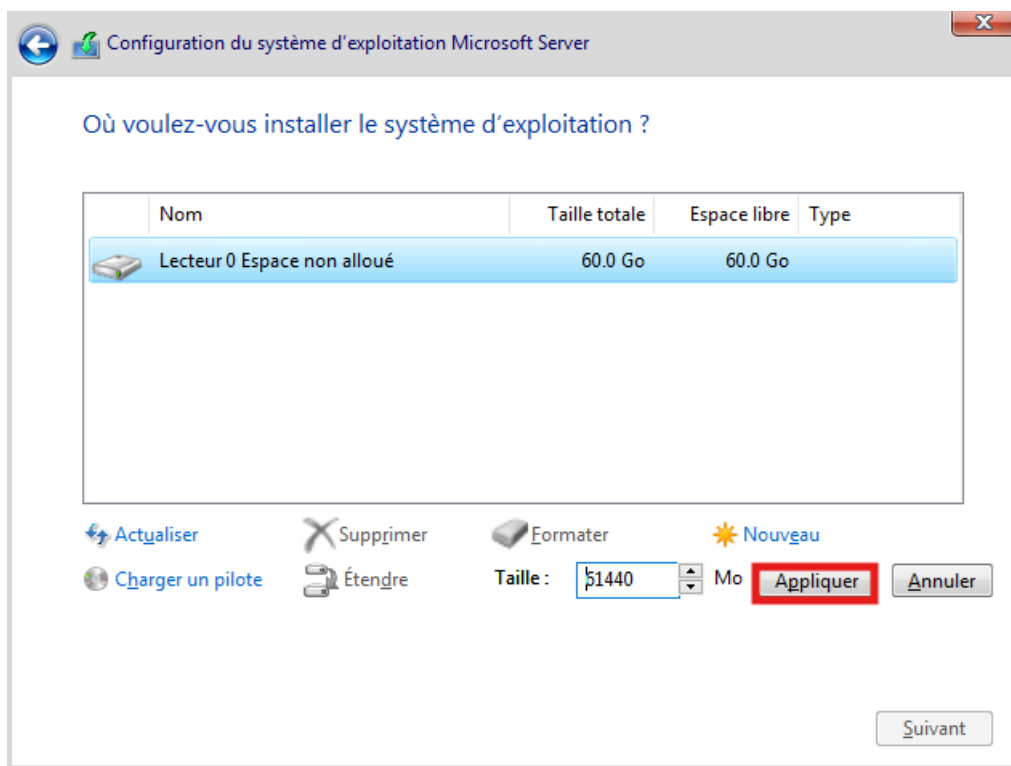 Configuration du système d'exploitation Microsoft Server
Où voulez-vous installer le système d'exploitation ?
Nom Taille totale Espace libre Type
Lecteur 0 Espace non alloué 60.0 Go 60.0 Go
Actualiser Supprimer Formater Nouveau
Charger un pilote Étendre Taille : 61440 Mo Appliquer Annuler
Suivant